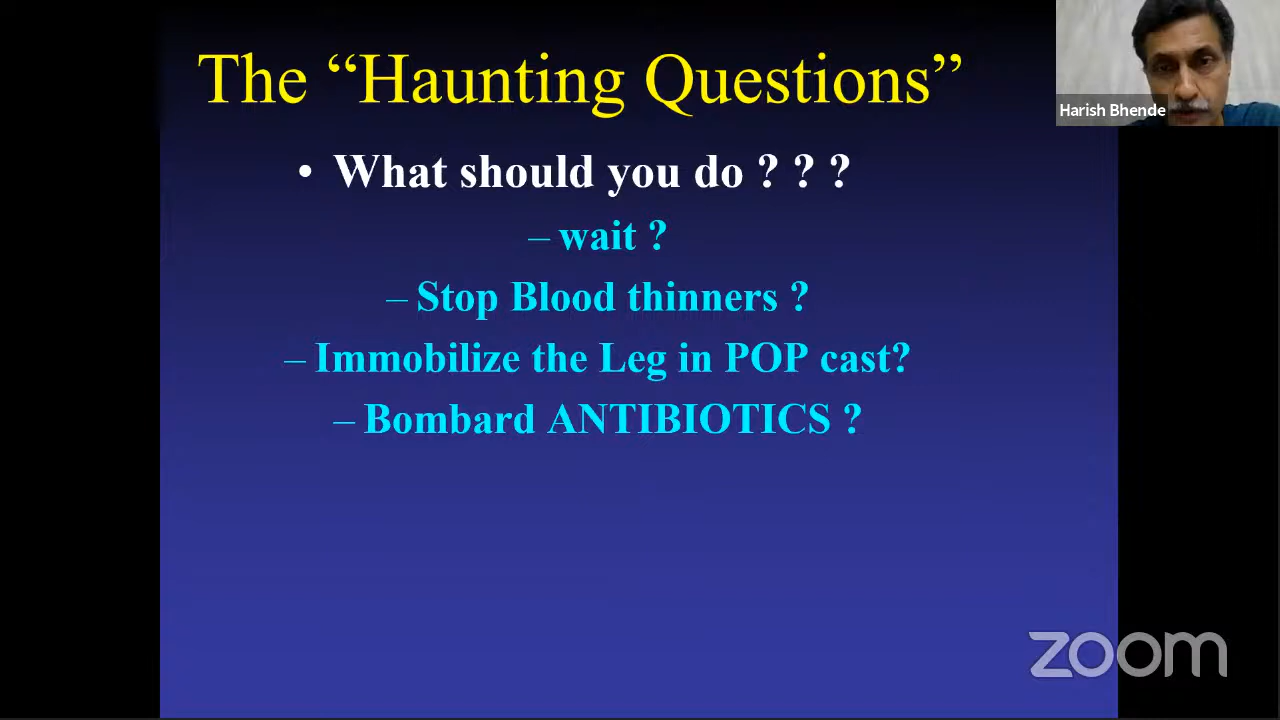 The “Haunting Questions”
Harish Bhende
• What should you do ? ? ?
– wait ?
– Stop Blood thinners ?
– Immobilize the Leg in POP cast?
– Bombard ANTIBIOTICS ?
zoom